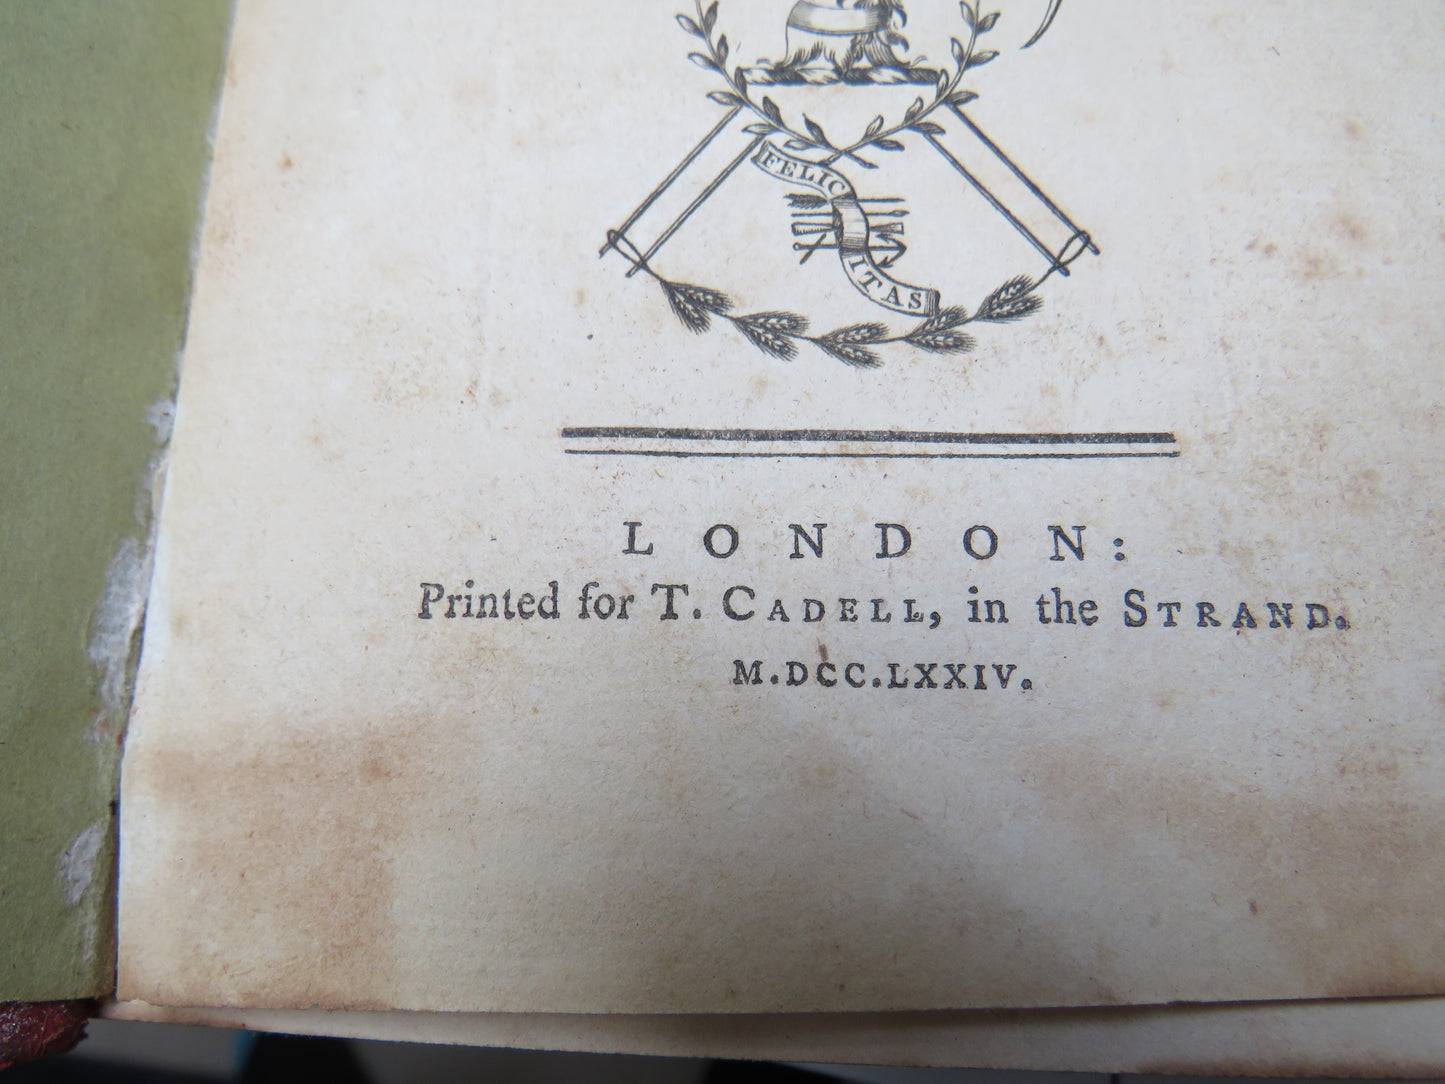 FELIC
ITAS
LONDON:
Printed for T. CADELL, in the STRAND.
M.DCC.LXXIV.